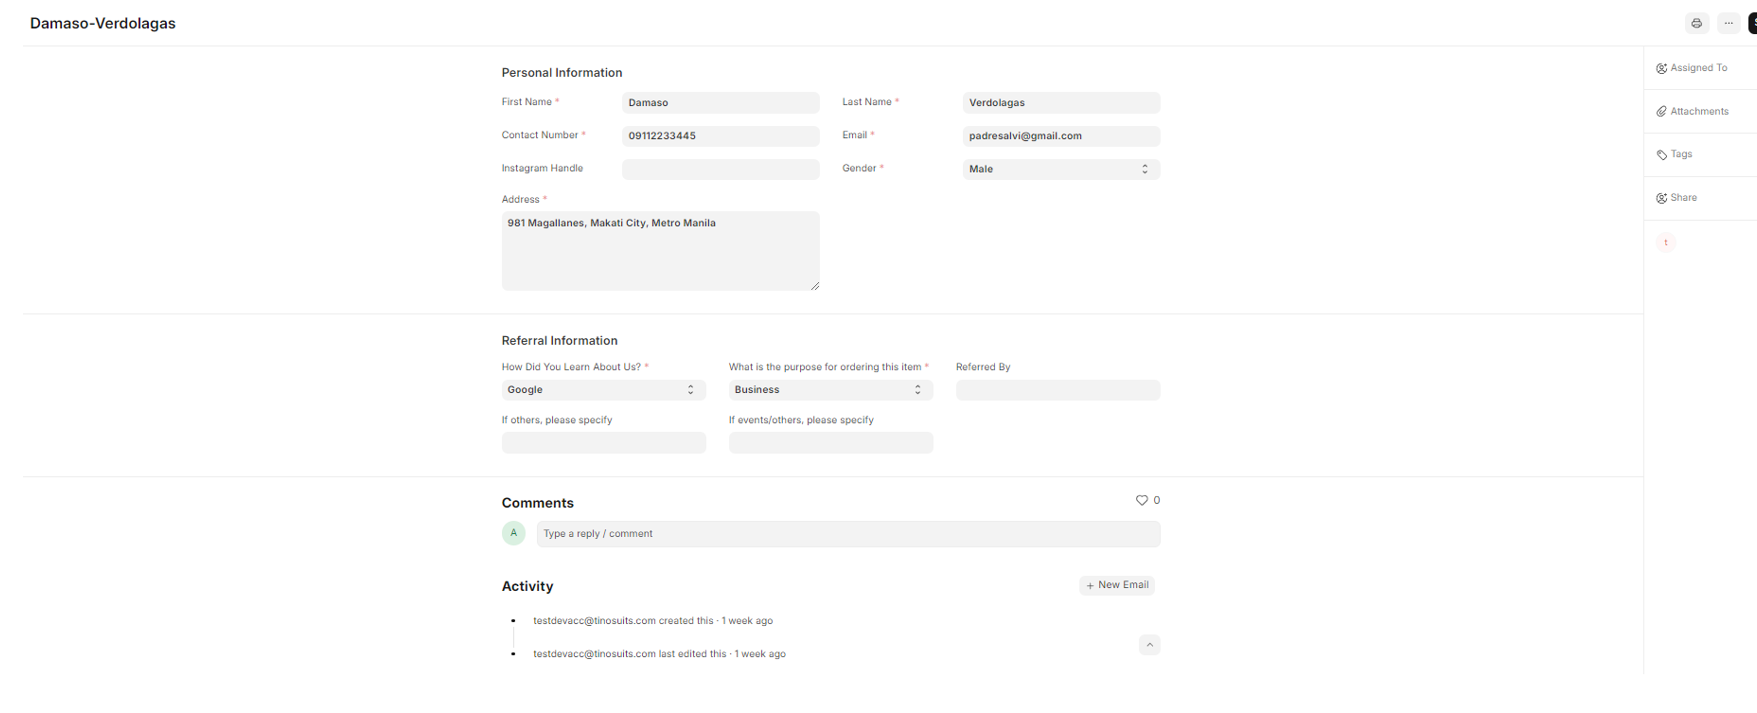 Damaso-Verdolagas
Personal Information
First Name * Damaso Last Name * Verdolagas
Contact Number * 09112233445 Email * padresalvi@gmail.com
Instagram Handle Gender * Male
Address *
981 Magallanes, Makati City, Metro Manila
Referral Information
How Did You Learn About Us? * What is the purpose for ordering this item * Referred By
Google Business
If others, please specify If events/others, please specify
Comments 0
A Type a reply / comment
Activity + New Email
testdevacc@tinosuits.com created this · 1 week ago
testdevacc@tinosuits.com last edited this · 1 week ago
Assigned To
Attachments
Tags
Share
t